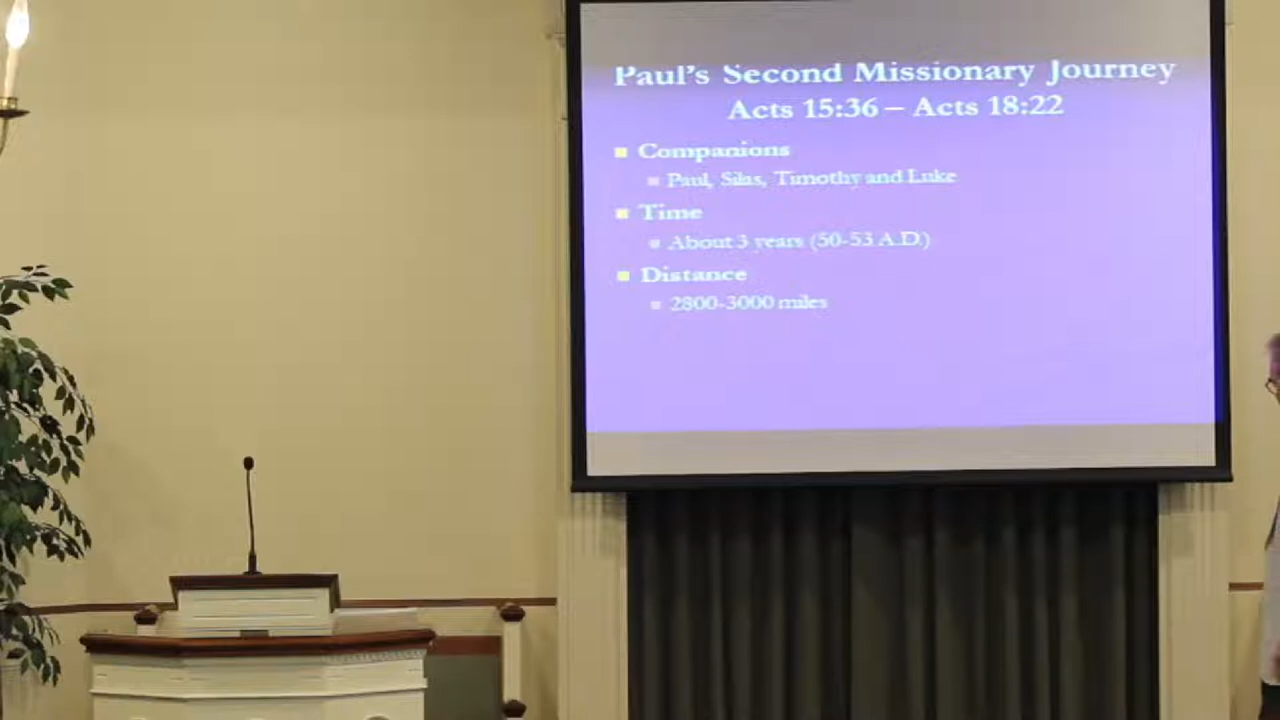 Paul's Second Missionary Journey
Acts 15:36 – Acts 18:22
Companions
Paul, Silas, Timothy and Luke
Time
About 3 years (50-53 A.D.)
Distance
2800-3000 miles